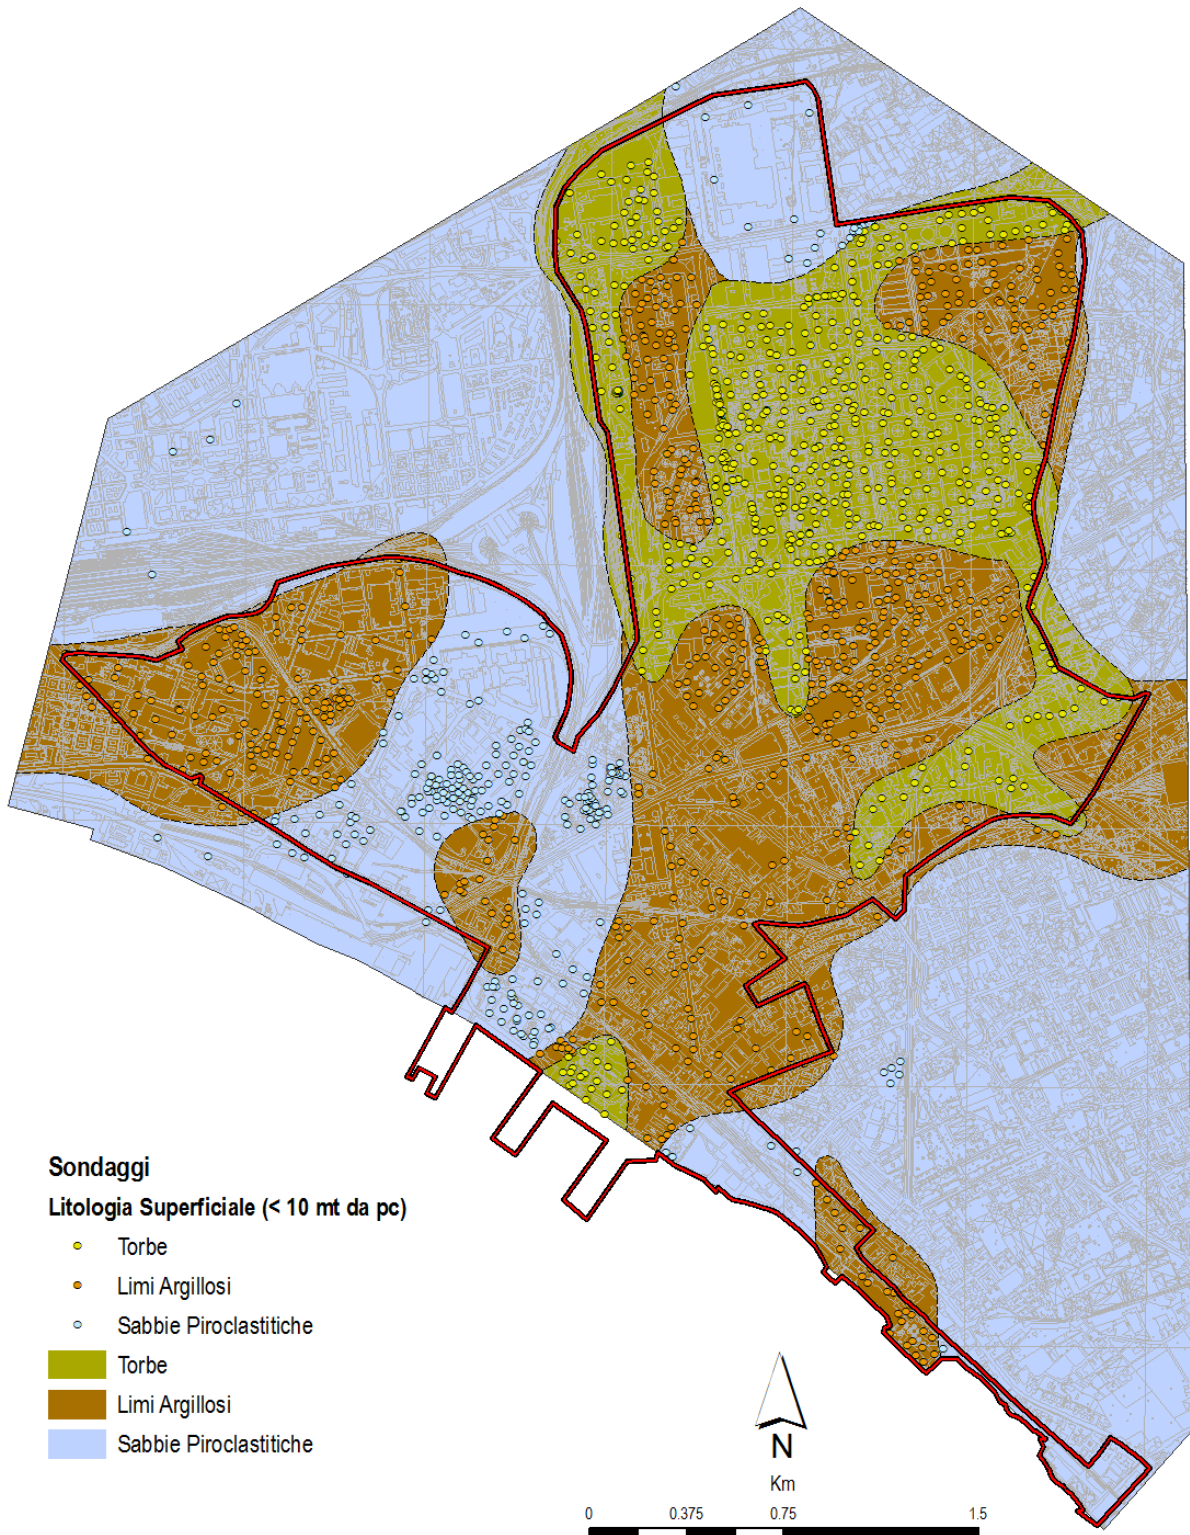 Sondaggi
Litologia Superficiale (< 10 mt da pc)
Torbe
Limi Argillosi
Sabbie Piroclastitiche
Torbe
Limi Argillosi
Sabbie Piroclastitiche
N
Km
0 0.375 0.75 1.5